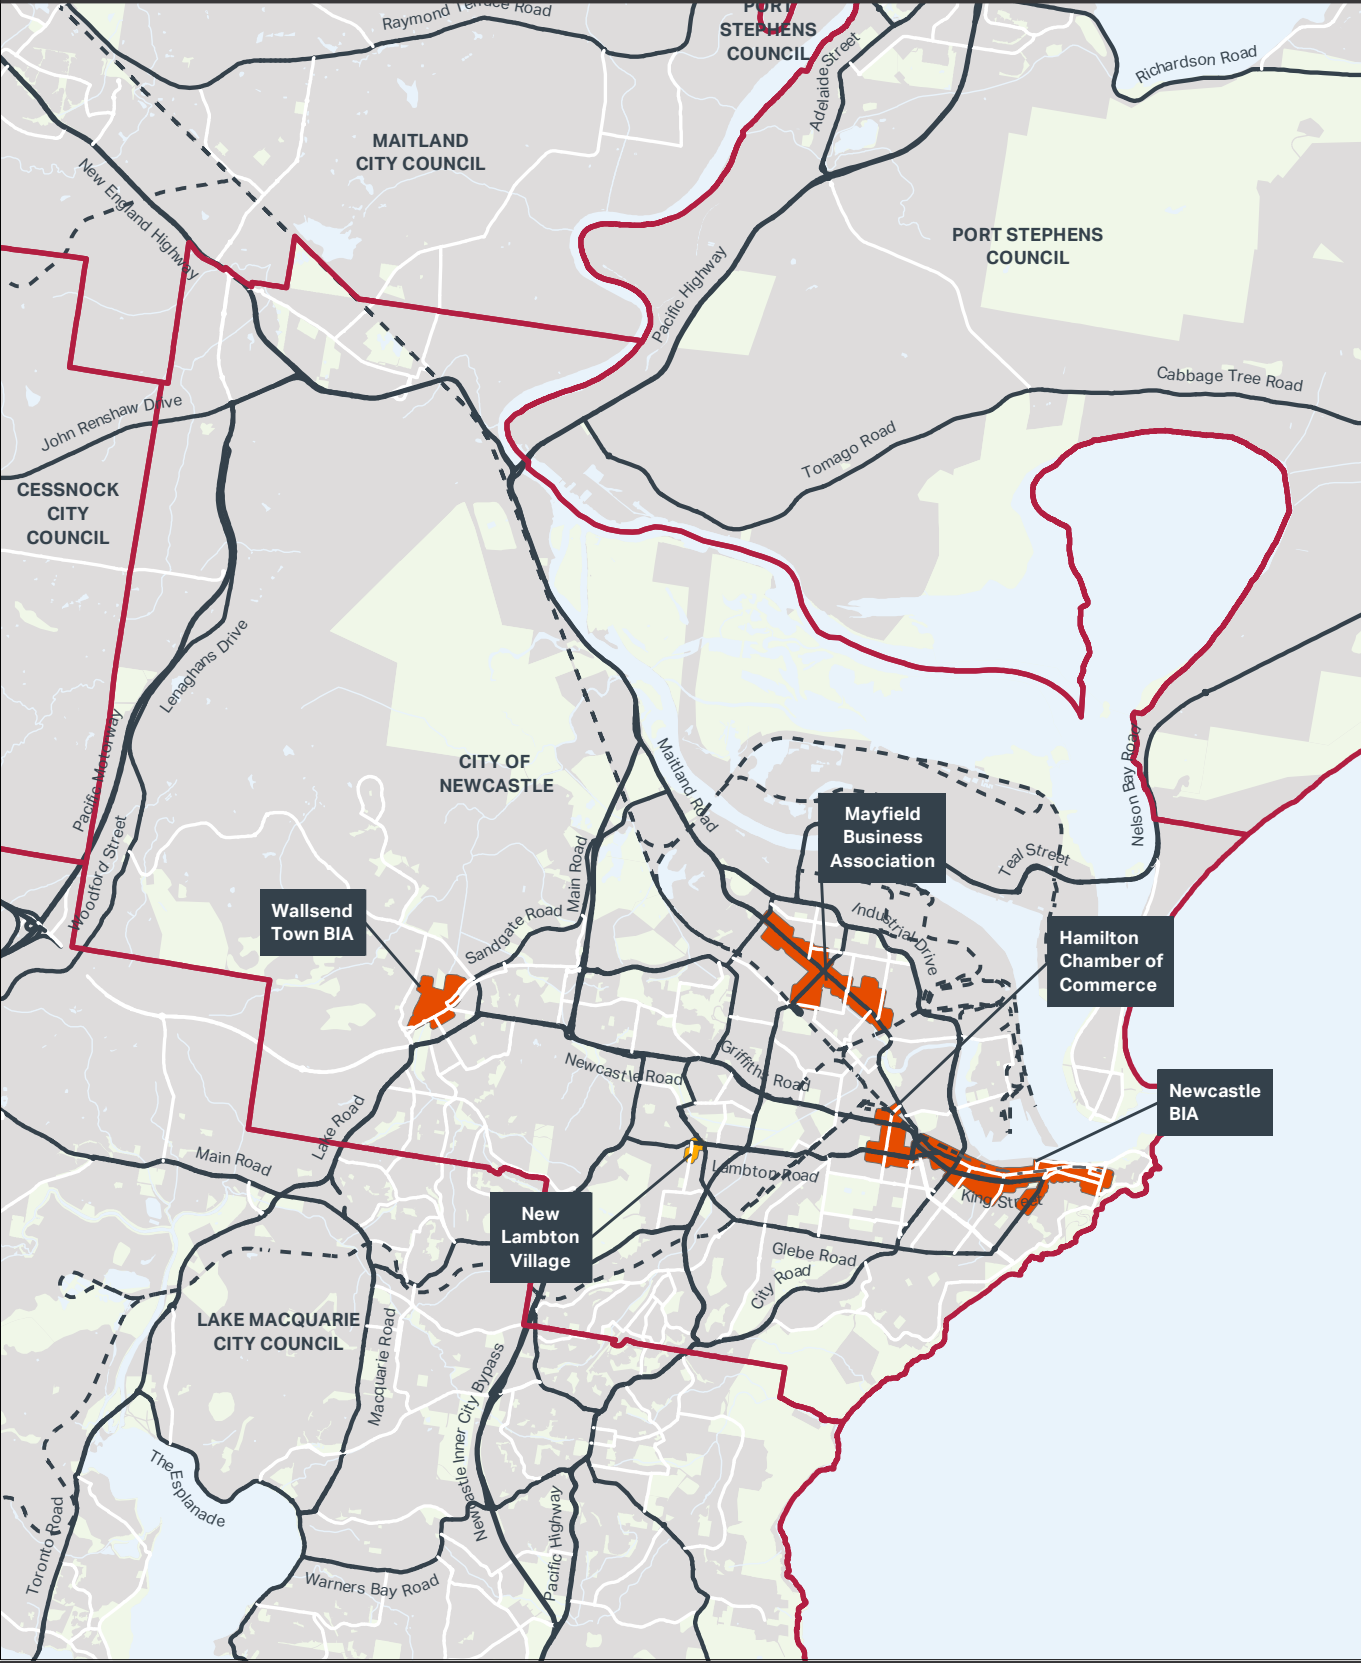 Raymond Terrace Road
PORT
STEPHENS
COUNCIL
Adelaide Street
Richardson Road
MAITLAND
CITY COUNCIL
New England Highway
PORT STEPHENS
COUNCIL
Pacific Highway
Cabbage Tree Road
John Renshaw Drive
Tomago Road
CESSNOCK
CITY
COUNCIL
Lenaghans Drive
Pacific Motorway
CITY OF
NEWCASTLE
Maitland Road
Nelson Bay Road
Mayfield
Business
Association
Teal Street
Woodford Street
Main Road
Wallsend
Town BIA
Sandgate Road
Industrial Drive
Hamilton
Chamber of
Commerce
Newcastle Road
Griffiths Road
Newcastle
BIA
Lake Road
Main Road
Lambton Road
King Street
New
Lambton
Village
Glebe Road
City Road
LAKE MACQUARIE
CITY COUNCIL
Macquarie Road
Newcastle Inner City Bypass
The Esplanade
Toronto Road
Pacific Highway
Warners Bay Road